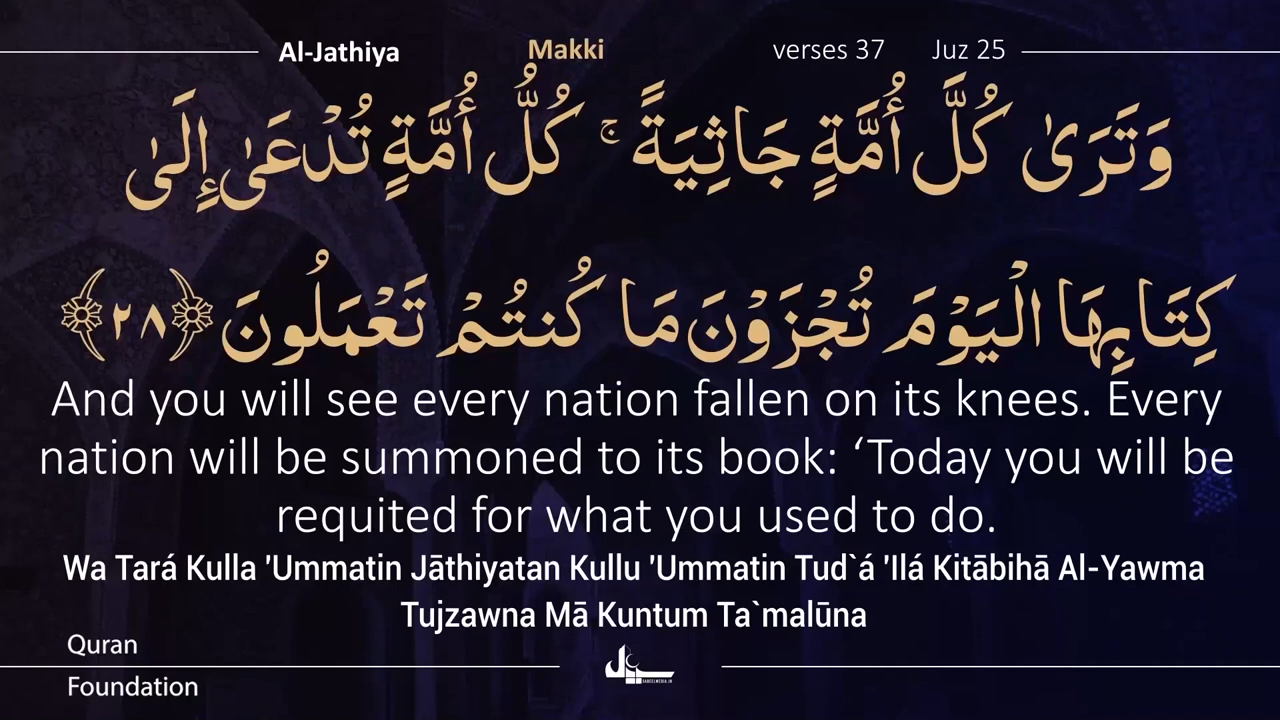 Al-Jathiya Makki verses 37 Juz 25
وَتَرَىٰ كُلَّ أُمَّةٍ جَاثِيَةً ۚ كُلُّ أُمَّةٍ تُدْعَىٰ إِلَىٰ
كِتَابِهَا الْيَوْمَ تُجْزَوْنَ مَا كُنتُمْ تَعْمَلُونَ ﴿٢٨﴾
And you will see every nation fallen on its knees. Every
nation will be summoned to its book: ‘Today you will be
requited for what you used to do.
Wa Tará Kulla 'Ummatin Jāthiyatan Kullu 'Ummatin Tud`á 'Ilá Kitābihā Al-Yawma
Tujzawna Mā Kuntum Ta`malūna
Quran
Foundation
SABEELMEDIA.IN